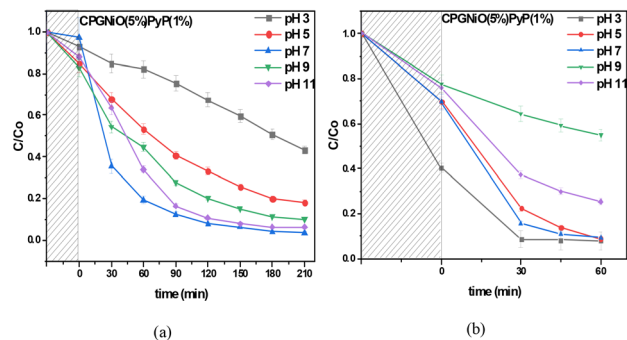 CPGNiO(5%)PyP(1%)
pH 3
pH 5
pH 7
pH 9
pH 11
C/Co
1.0
0.8
0.6
0.4
0.2
0.0
0 30 60 90 120 150 180 210
time (min)
(a)
CPGNiO(5%)PyP(1%)
pH 3
pH 5
pH 7
pH 9
pH 11
C/Co
1.0
0.8
0.6
0.4
0.2
0.0
0 30 60
time (min)
(b)